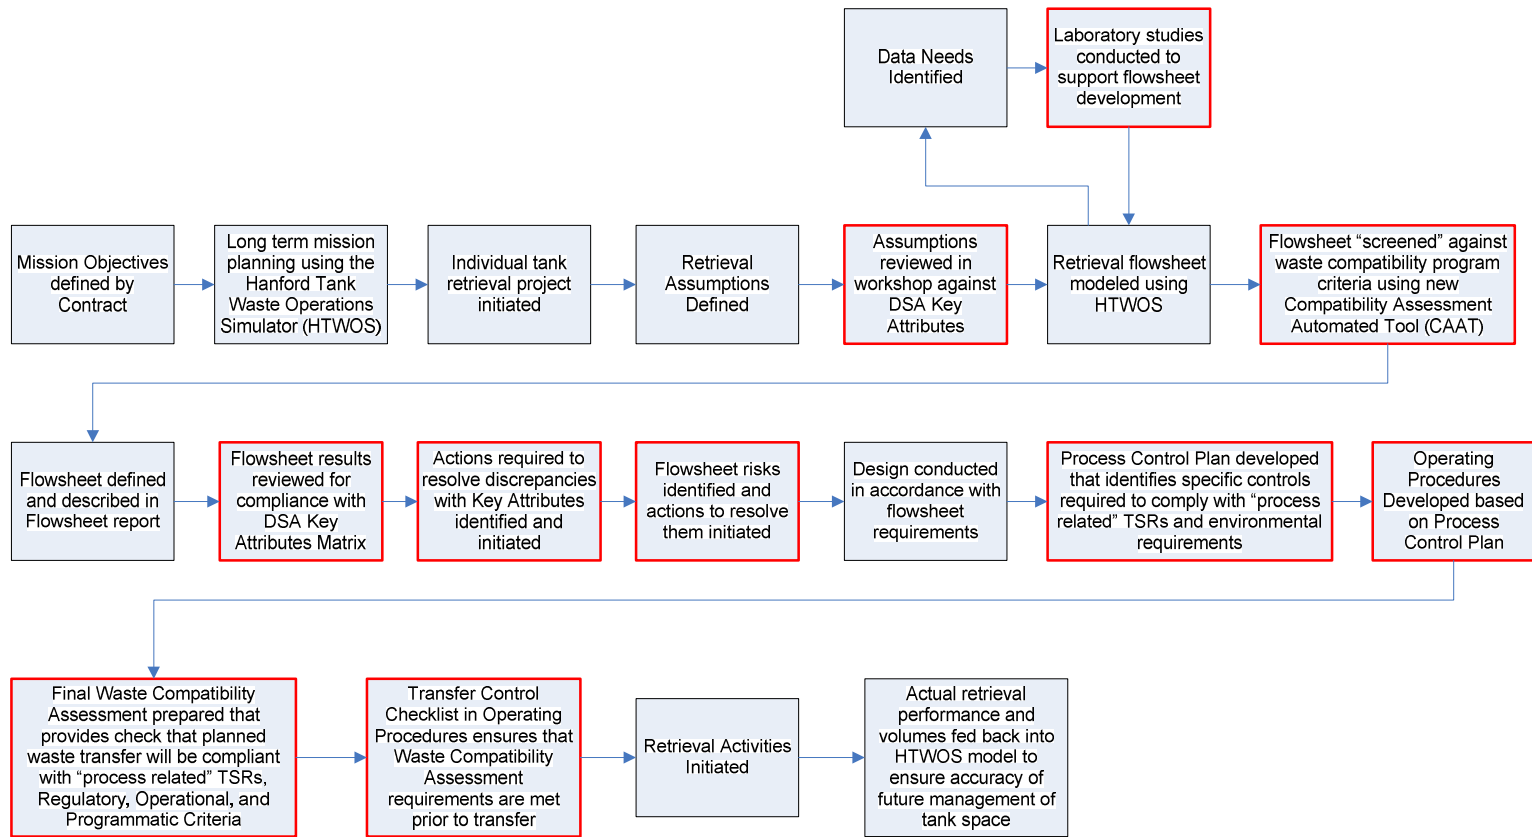 Data Needs
Identified
Laboratory studies
conducted to
support flowsheet
development
Mission Objectives
defined by
Contract
Long term mission
planning using the
Hanford Tank
Waste Operations
Simulator (HTWOS)
Individual tank
retrieval project
initiated
Retrieval
Assumptions
Defined
Assumptions
reviewed in
workshop against
DSA Key
Attributes
Retrieval flowsheet
modeled using
HTWOS
Flowsheet “screened” against
waste compatibility program
criteria using new
Compatibility Assessment
Automated Tool (CAAT)
Flowsheet defined
and described in
Flowsheet report
Flowsheet results
reviewed for
compliance with
DSA Key
Attributes Matrix
Actions required to
resolve discrepancies
with Key Attributes
identified and
initiated
Flowsheet risks
identified and
actions to resolve
them initiated
Design conducted
in accordance with
flowsheet
requirements
Process Control Plan developed
that identifies specific controls
required to comply with “process
related” TSRs and environmental
requirements
Operating
Procedures
Developed based
on Process
Control Plan
Final Waste Compatibility
Assessment prepared that
provides check that planned
waste transfer will be compliant
with “process related” TSRs,
Regulatory, Operational, and
Programmatic Criteria
Transfer Control
Checklist in Operating
Procedures ensures that
Waste Compatibility
Assessment
requirements are met
prior to transfer
Retrieval Activities
Initiated
Actual retrieval
performance and
volumes fed back into
HTWOS model to
ensure accuracy of
future management of
tank space